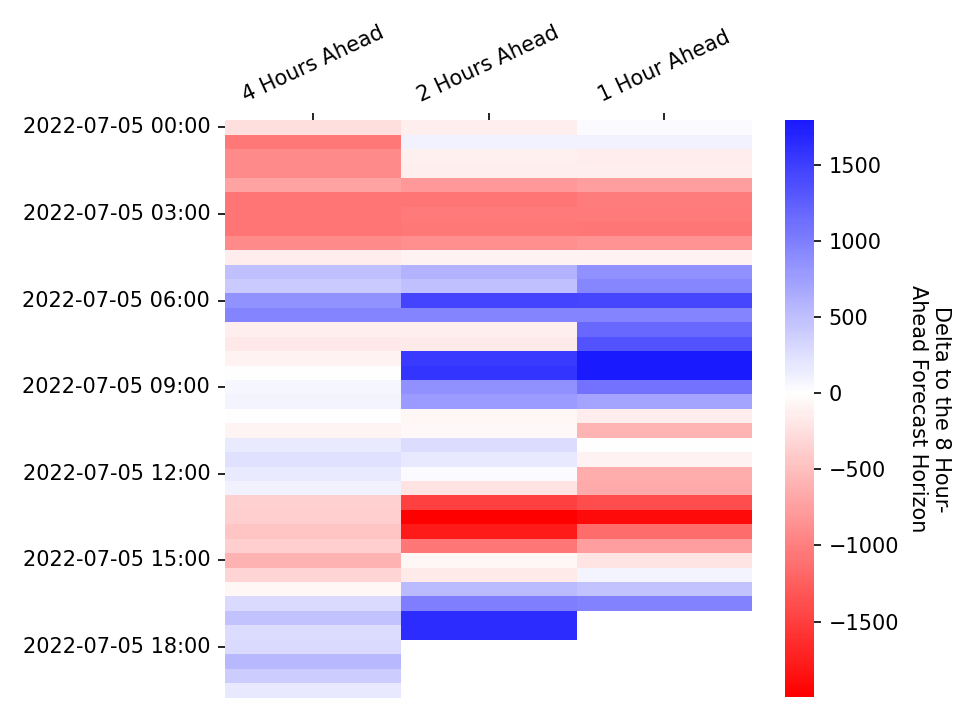 4 Hours Ahead
2 Hours Ahead
1 Hour Ahead
2022-07-05 00:00
2022-07-05 03:00
2022-07-05 06:00
2022-07-05 09:00
2022-07-05 12:00
2022-07-05 15:00
2022-07-05 18:00
1500
1000
500
0
−500
−1000
−1500
Delta to the 8 Hour-
Ahead Forecast Horizon